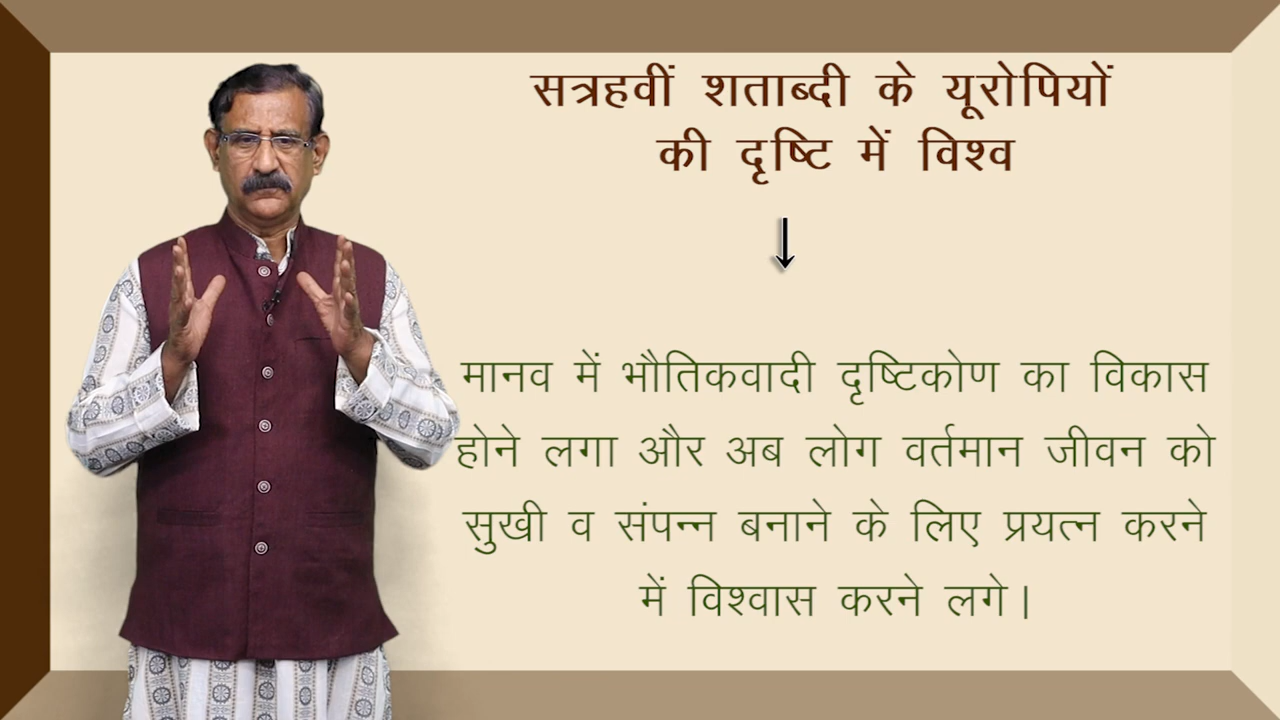 सत्रहवीं शताब्दी के यूरोपियों
की दृष्टि में विश्व
मानव में भौतिकवादी दृष्टिकोण का विकास
होने लगा और अब लोग वर्तमान जीवन को
सुखी व संपन्न बनाने के लिए प्रयत्न करने
में विश्वास करने लगे।